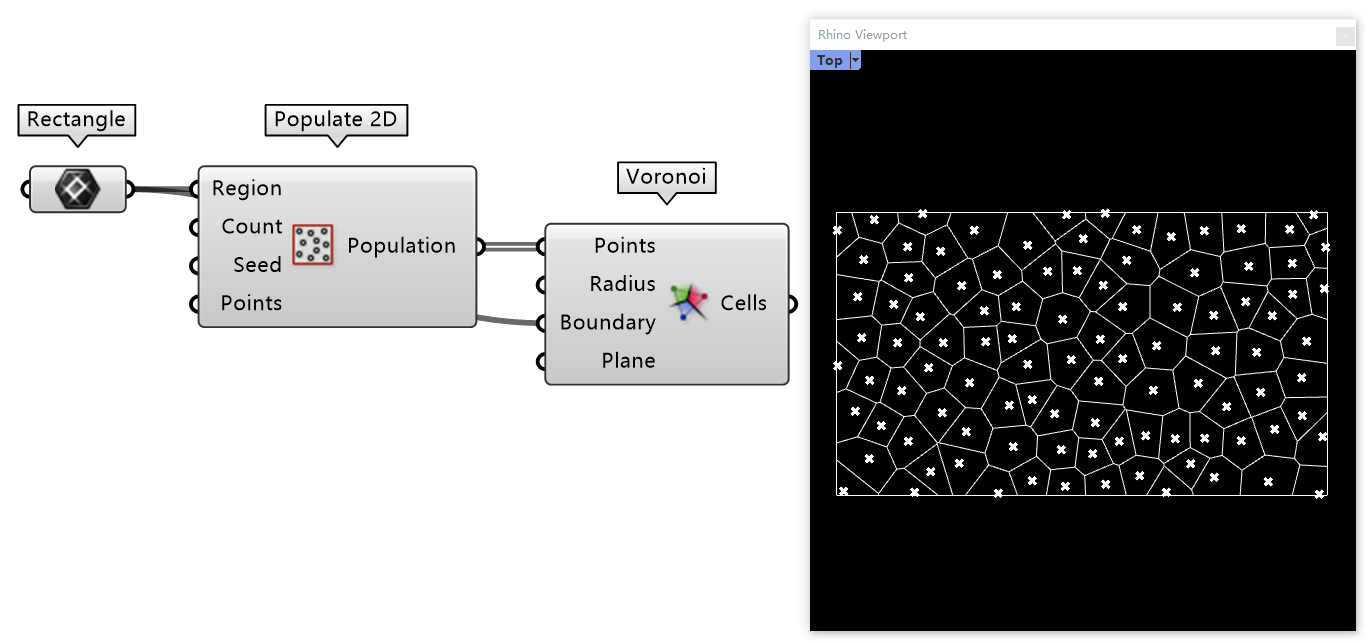 Rhino Viewport
Top
Rectangle
Populate 2D
Voronoi
Region
Count
Seed
Points
Population
Points
Radius
Boundary
Plane
Cells